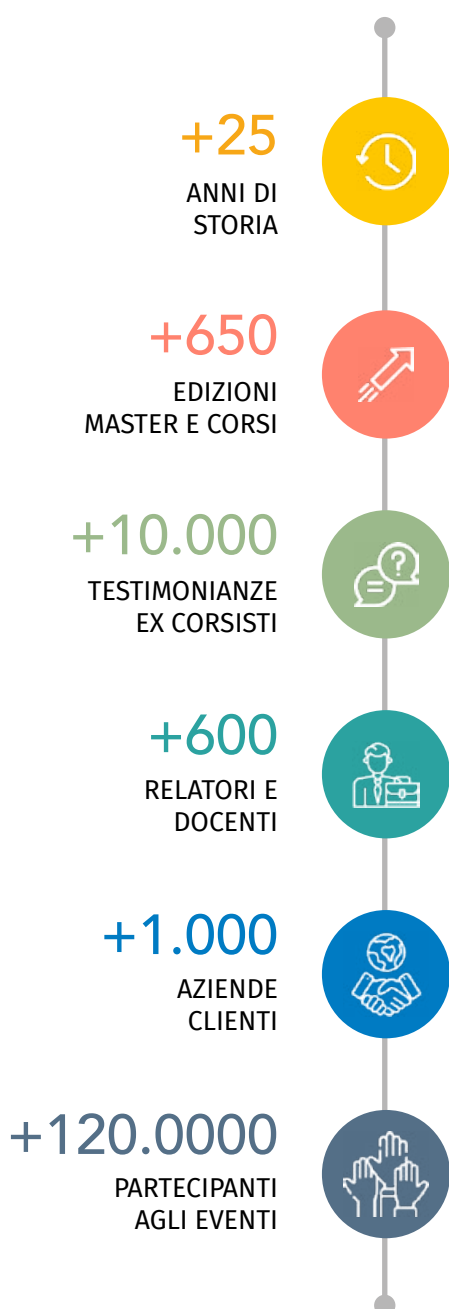 +25
ANNI DI
STORIA
+650
EDIZIONI
MASTER E CORSI
+10.000
TESTIMONIANZE
EX CORSISTI
+600
RELATORI E
DOCENTI
+1.000
AZIENDE
CLIENTI
+120.0000
PARTECIPANTI
AGLI EVENTI